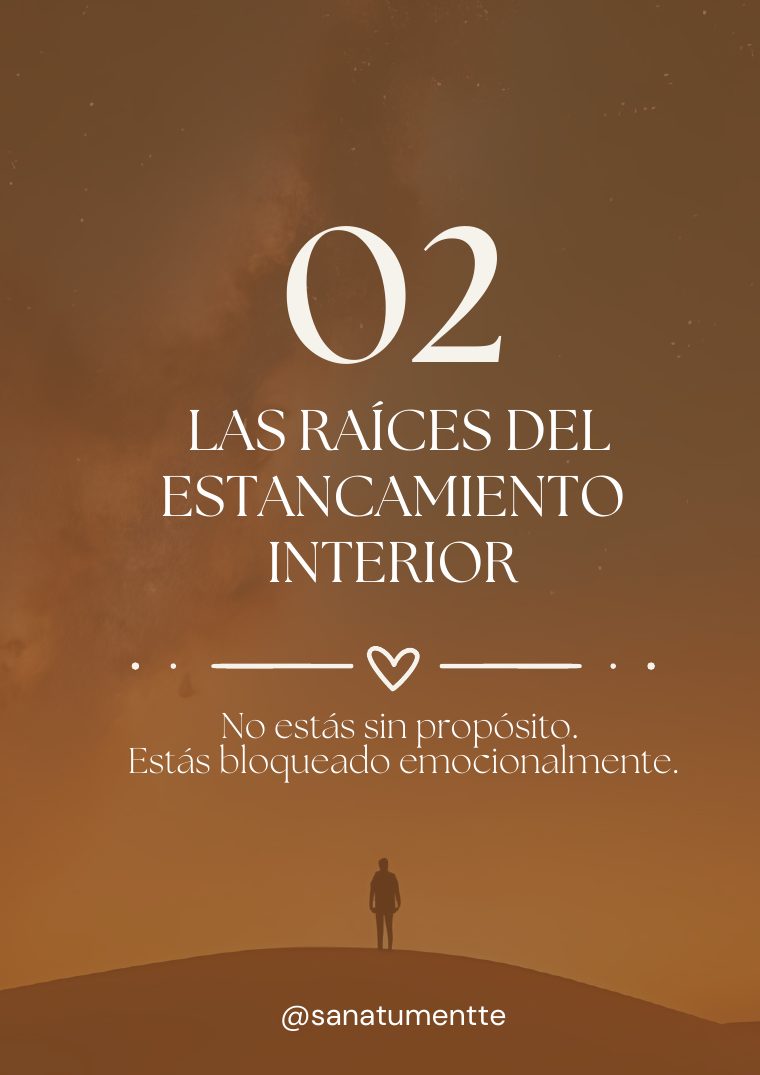 02
LAS RAÍCES DEL
ESTANCAMIENTO
INTERIOR
No estás sin propósito.
Estás bloqueado emocionalmente.
@sanatumentte